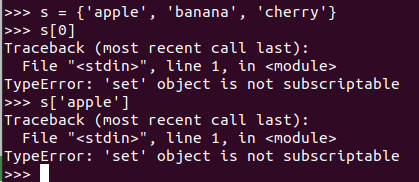 >>> s = {'apple', 'banana', 'cherry'}
>>> s[0]
Traceback (most recent call last):
  File "<stdin>", line 1, in <module>
TypeError: 'set' object is not subscriptable
>>> s['apple']
Traceback (most recent call last):
  File "<stdin>", line 1, in <module>
TypeError: 'set' object is not subscriptable
>>>